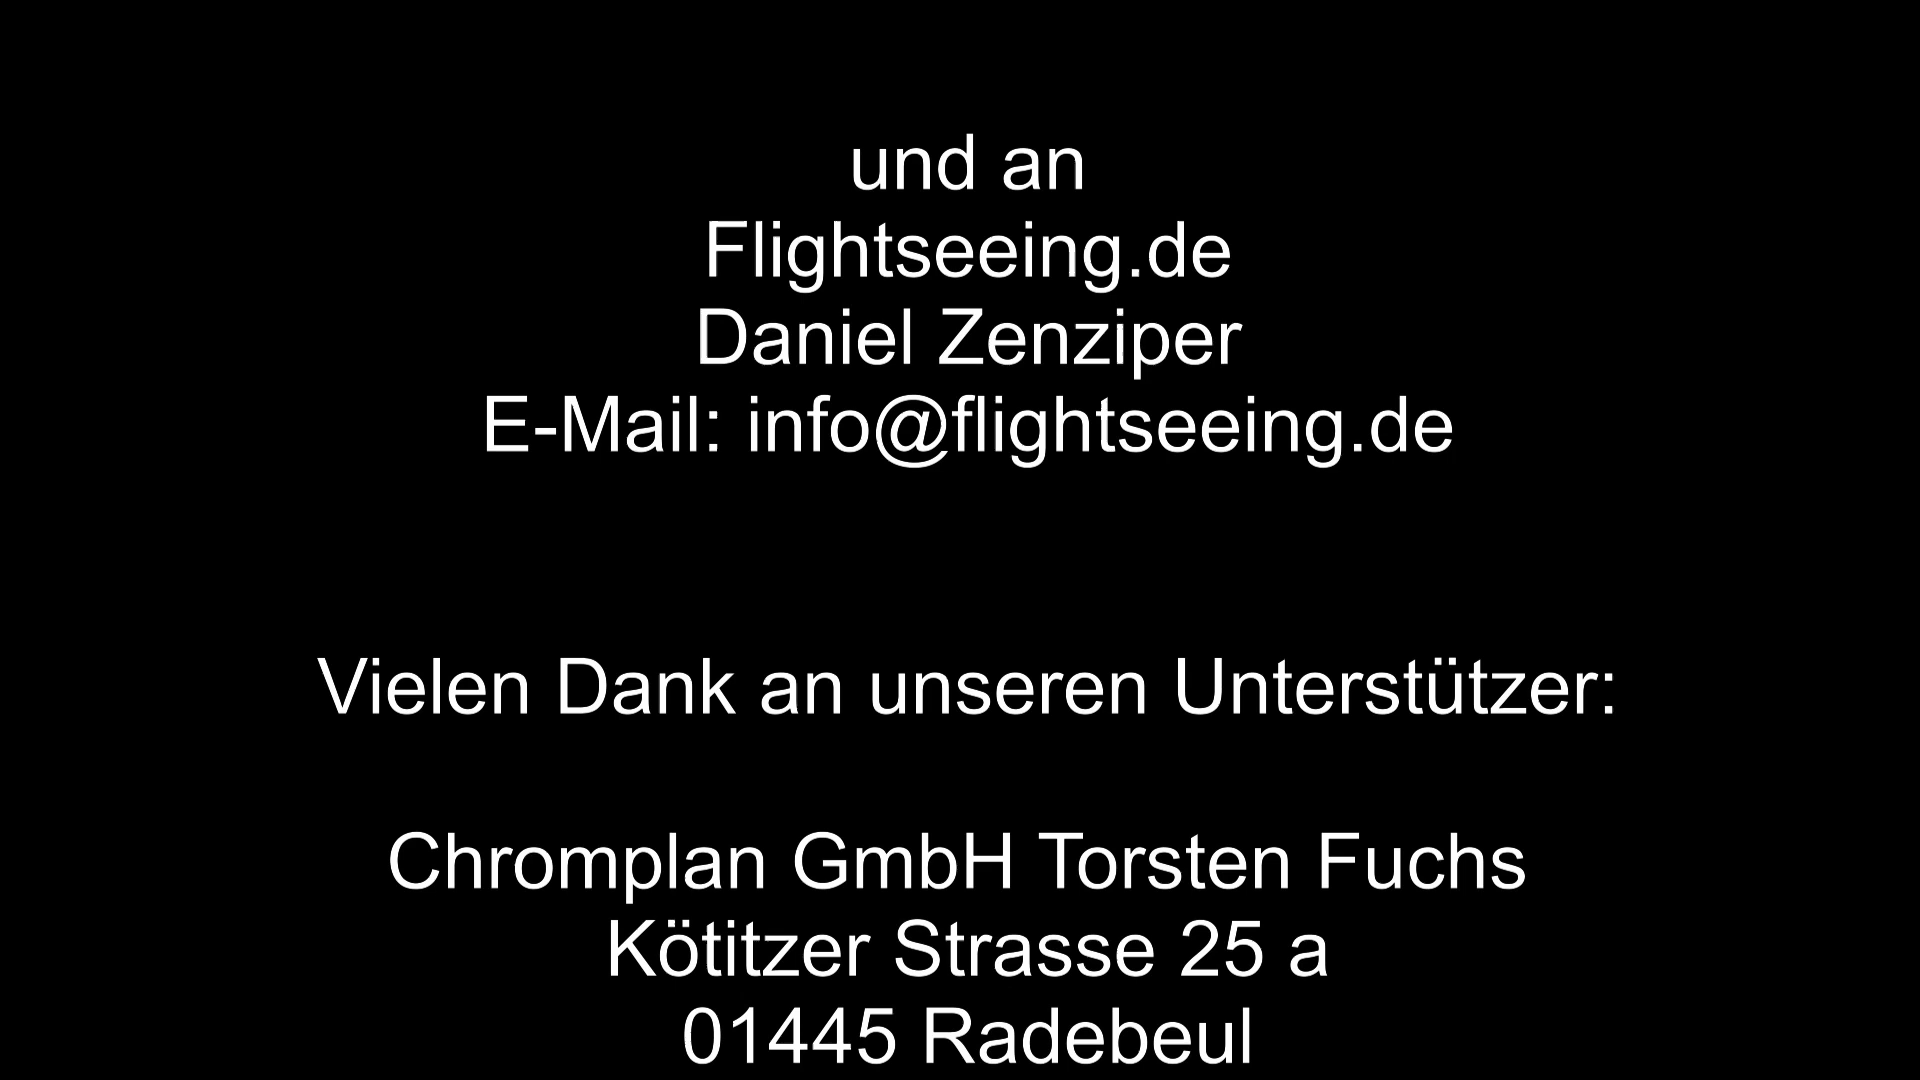 und an
Flightseeing.de
Daniel Zenziper
E-Mail: info@flightseeing.de
Vielen Dank an unseren Unterstützer:
Chromplan GmbH Torsten Fuchs
Kötitzer Strasse 25 a
01445 Radebeul